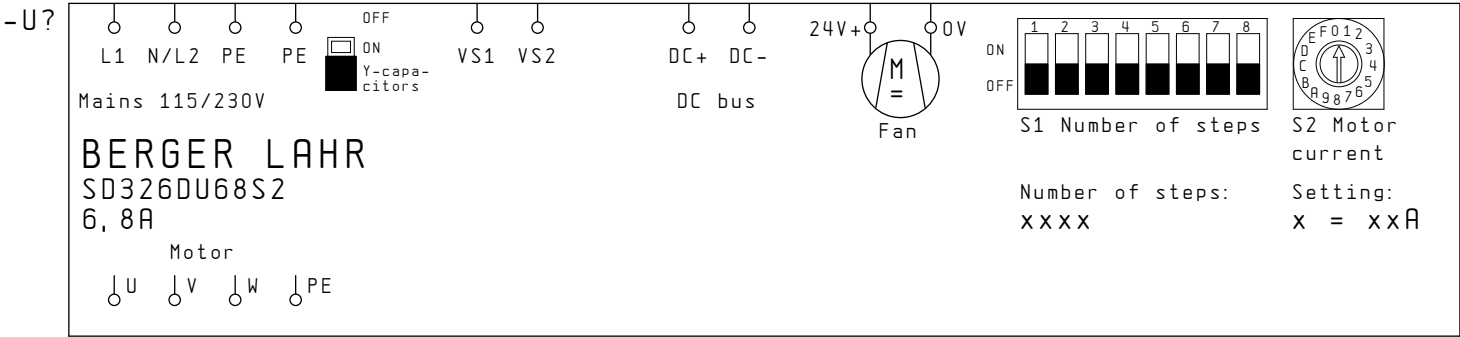 -U?
OFF
ON
Y-capa-
citors
L1 N/L2 PE PE
VS1 VS2
DC+ DC-
24V+ 0V
M
=
Fan
ON
OFF
1 2 3 4 5 6 7 8
0 1 2 3 4 5 6 7 8 9 A B C D E F
Mains 115/230V
DC bus
S1 Number of steps
S2 Motor
current
BERGER LAHR
SD326DU68S2
6,8A
Number of steps:
xxxx
Setting:
x = xxA
Motor
U V W PE